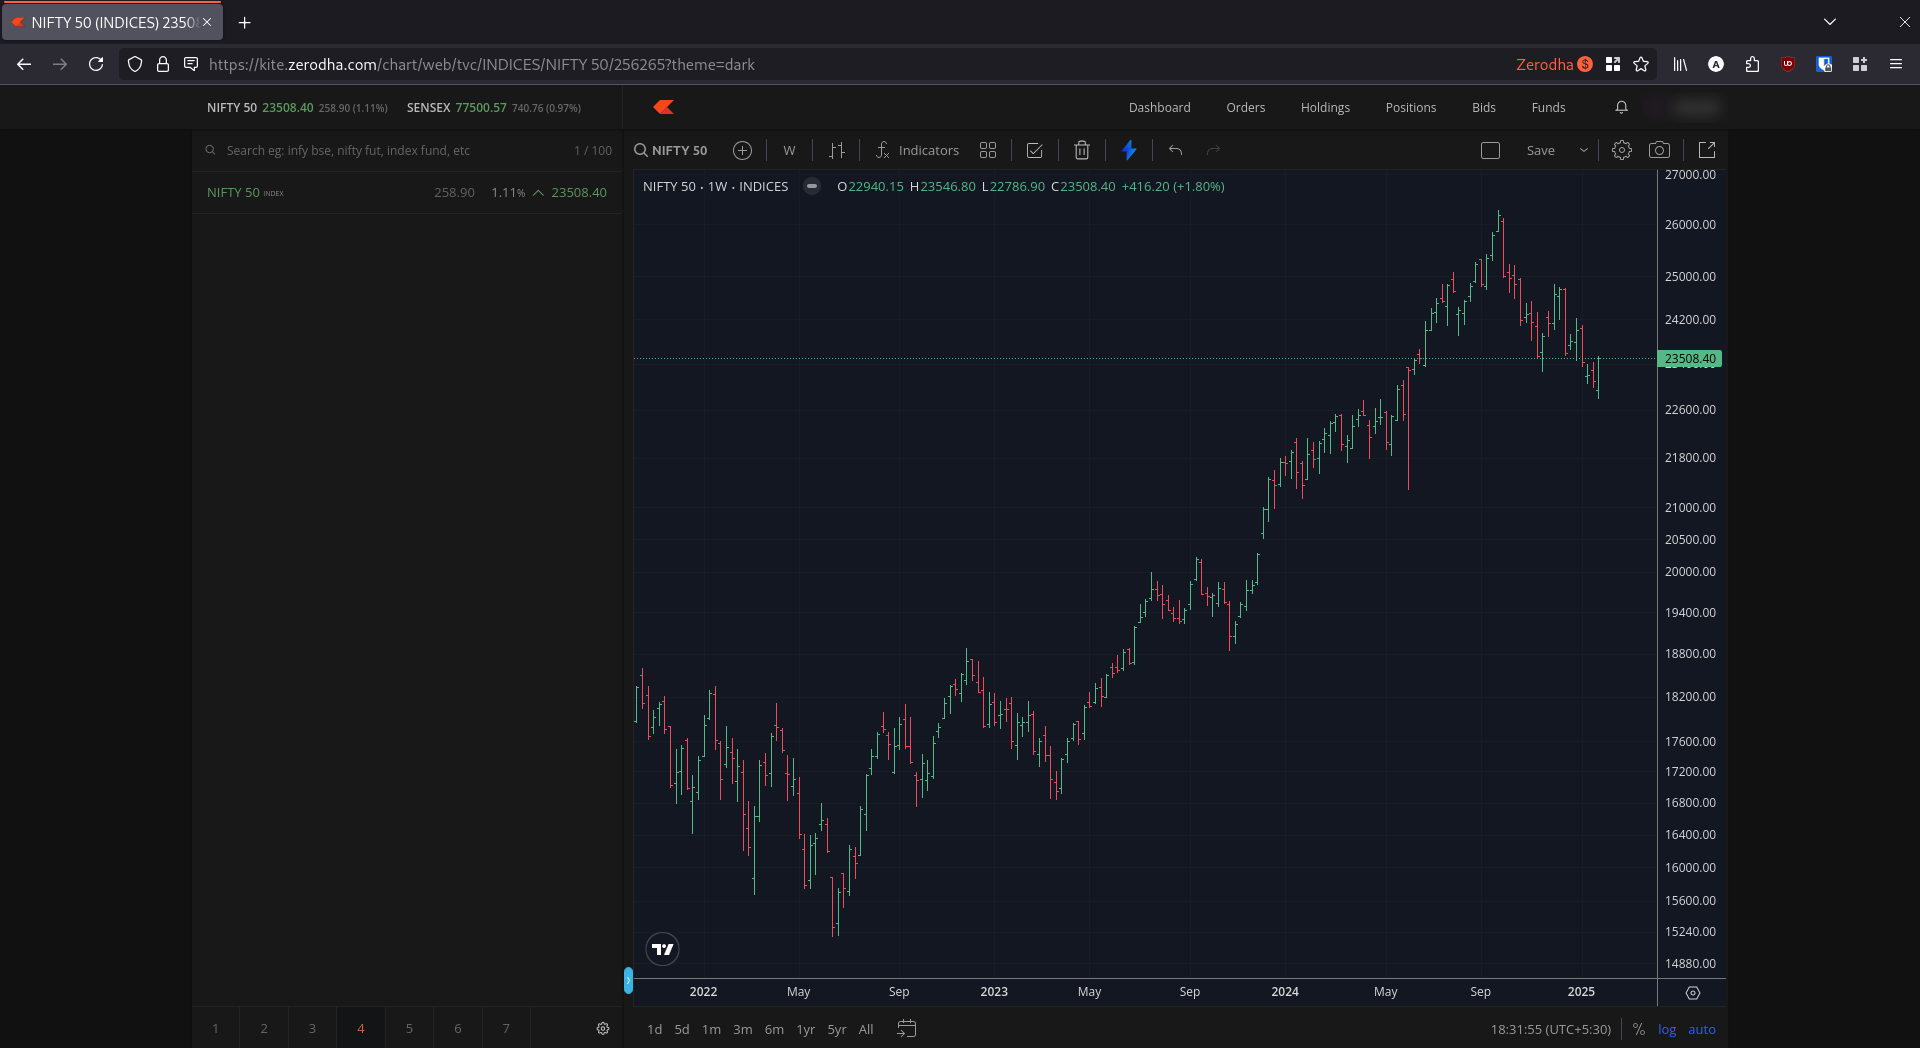 NIFTY 50 (INDICES) 2350
https://kite.zerodha.com/chart/web/tvc/INDICES/NIFTY 50/256265?theme=dark
Zerodha
NIFTY 50 23508.40 258.90 (1.11%) SENSEX 77500.57 740.76 (0.97%)
Dashboard Orders Holdings Positions Bids Funds
Search eg: infy bse, nifty fut, index fund, etc 1 / 100
NIFTY 50 W Indicators Save
NIFTY 50 INDEX 258.90 1.11% 23508.40
NIFTY 50 · 1W · INDICES O22940.15 H23546.80 L22786.90 C23508.40 +416.20 (+1.80%)
27000.00
26000.00
25000.00
24200.00
23508.40
22600.00
21800.00
21000.00
20500.00
20000.00
19400.00
18800.00
18200.00
17600.00
17200.00
16800.00
16400.00
16000.00
15600.00
15240.00
14880.00
2022 May Sep 2023 May Sep 2024 May Sep 2025
1 2 3 4 5 6 7
1d 5d 1m 3m 6m 1yr 5yr All
18:31:55 (UTC+5:30) % log auto